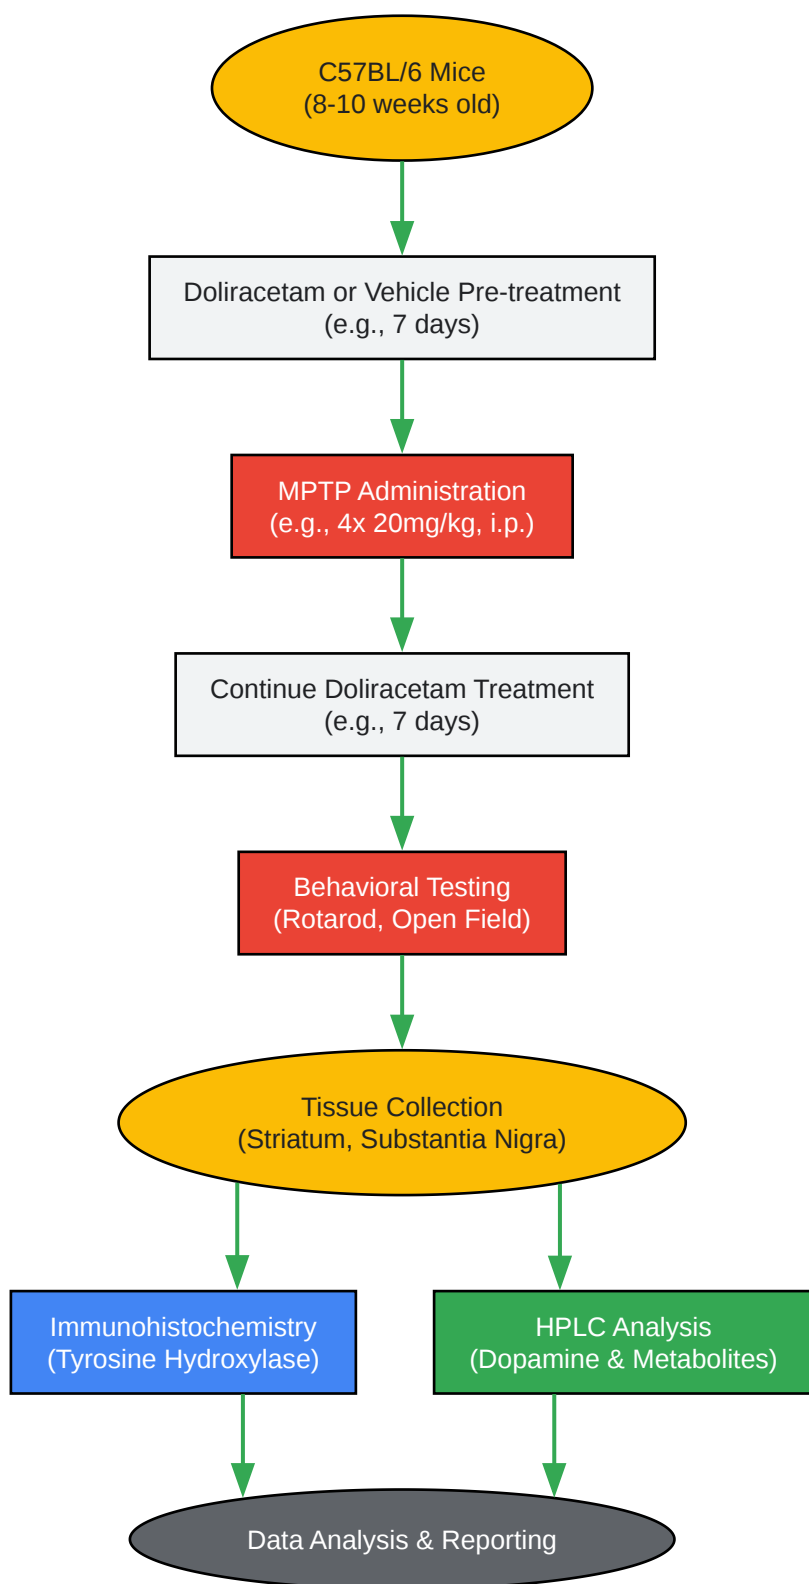 C57BL/6 Mice
(8-10 weeks old)
Doliracetam or Vehicle Pre-treatment
(e.g., 7 days)
MPTP Administration
(e.g., 4x 20mg/kg, i.p.)
Continue Doliracetam Treatment
(e.g., 7 days)
Behavioral Testing
(Rotarod, Open Field)
Tissue Collection
(Striatum, Substantia Nigra)
Immunohistochemistry
(Tyrosine Hydroxylase)
HPLC Analysis
(Dopamine & Metabolites)
Data Analysis & Reporting